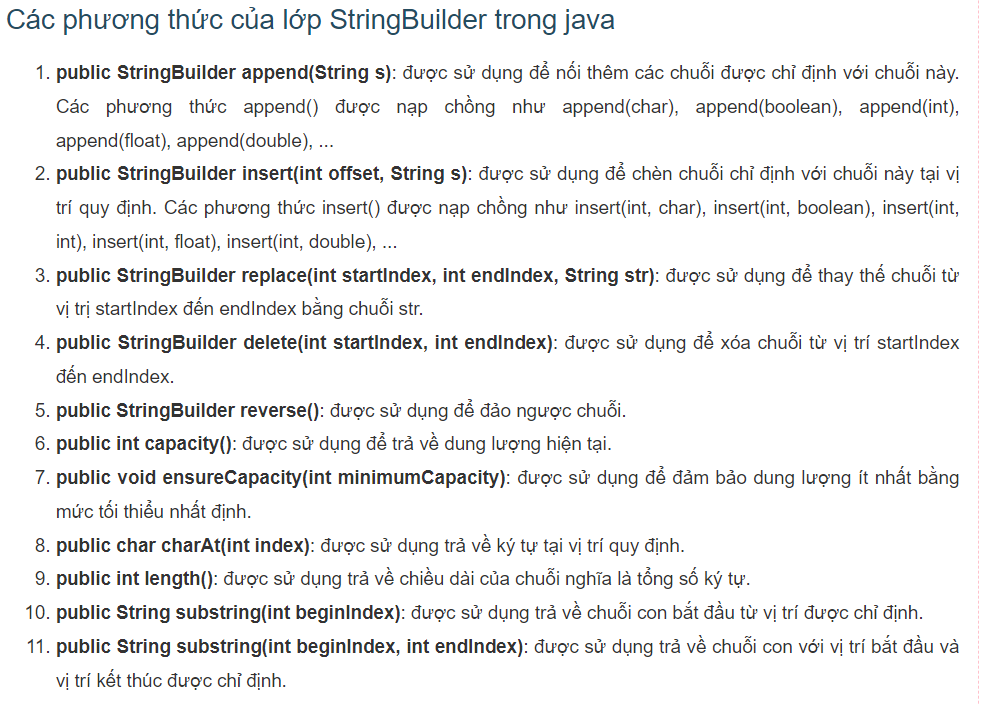 Các phương thức của lớp StringBuilder trong java
1. public StringBuilder append(String s): được sử dụng để nối thêm các chuỗi được chỉ định với chuỗi này.
Các phương thức append() được nạp chồng như append(char), append(boolean), append(int),
append(float), append(double), ...
2. public StringBuilder insert(int offset, String s): được sử dụng để chèn chuỗi chỉ định với chuỗi này tại vị
trí quy định. Các phương thức insert() được nạp chồng như insert(int, char), insert(int, boolean), insert(int,
int), insert(int, float), insert(int, double), ...
3. public StringBuilder replace(int startIndex, int endIndex, String str): được sử dụng để thay thế chuỗi từ
vị trị startIndex đến endIndex bằng chuỗi str.
4. public StringBuilder delete(int startIndex, int endIndex): được sử dụng để xóa chuỗi từ vị trí startIndex
đến endIndex.
5. public StringBuilder reverse(): được sử dụng để đảo ngược chuỗi.
6. public int capacity(): được sử dụng để trả về dung lượng hiện tại.
7. public void ensureCapacity(int minimumCapacity): được sử dụng để đảm bảo dung lượng ít nhất bằng
mức tối thiểu nhất định.
8. public char charAt(int index): được sử dụng trả về ký tự tại vị trí quy định.
9. public int length(): được sử dụng trả về chiều dài của chuỗi nghĩa là tổng số ký tự.
10. public String substring(int beginIndex): được sử dụng trả về chuỗi con bắt đầu từ vị trí được chỉ định.
11. public String substring(int beginIndex, int endIndex): được sử dụng trả về chuỗi con với vị trí bắt đầu và
vị trí kết thúc được chỉ định.